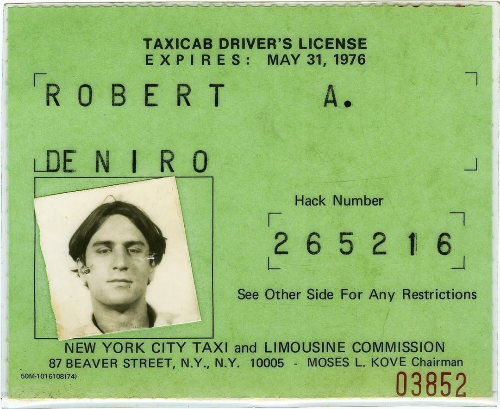 TAXICAB DRIVER'S LICENSE
EXPIRES: MAY 31, 1976
ROBERT A.
DE NIRO
Hack Number
265216
See Other Side For Any Restrictions
NEW YORK CITY TAXI and LIMOUSINE COMMISSION
87 BEAVER STREET, N.Y., N.Y. 10005 - MOSES L. KOVE Chairman
50M-1016108(74)
03852